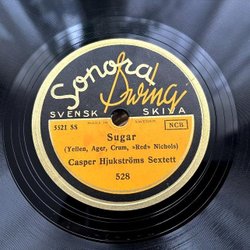 Sonora
Swing
SVENSK SKIVA
MADE IN SWEDEN
5521 SS
NCB
Sugar
(Yellen, Ager, Crum, »Red» Nichols)
Casper Hjukströms Sextett
528